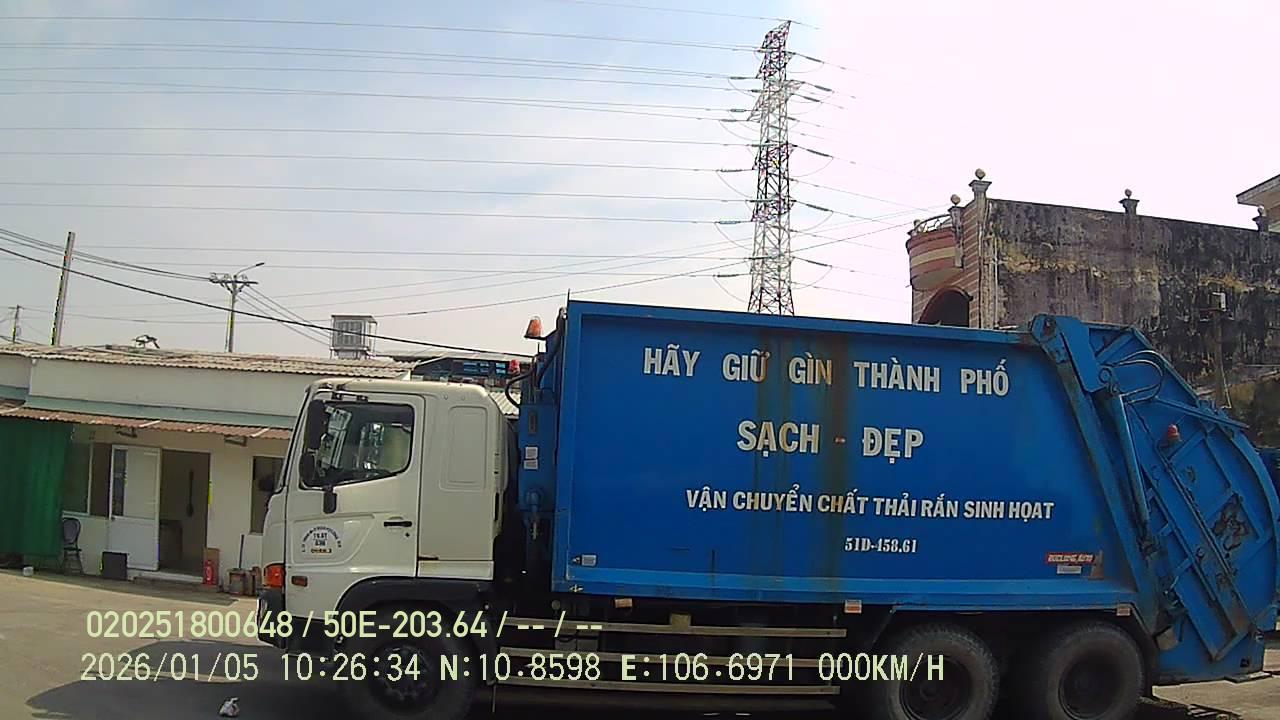 HÃY GIỮ GÌN THÀNH PHỐ
SẠCH - ĐẸP
VẬN CHUYỂN CHẤT THẢI RẮN SINH HOẠT
51D-458.61
020251800648 / 50E-203.64 / -- / --
2026/01/05 10:26:34 N:10.8598 E:106.6971 000KM/H